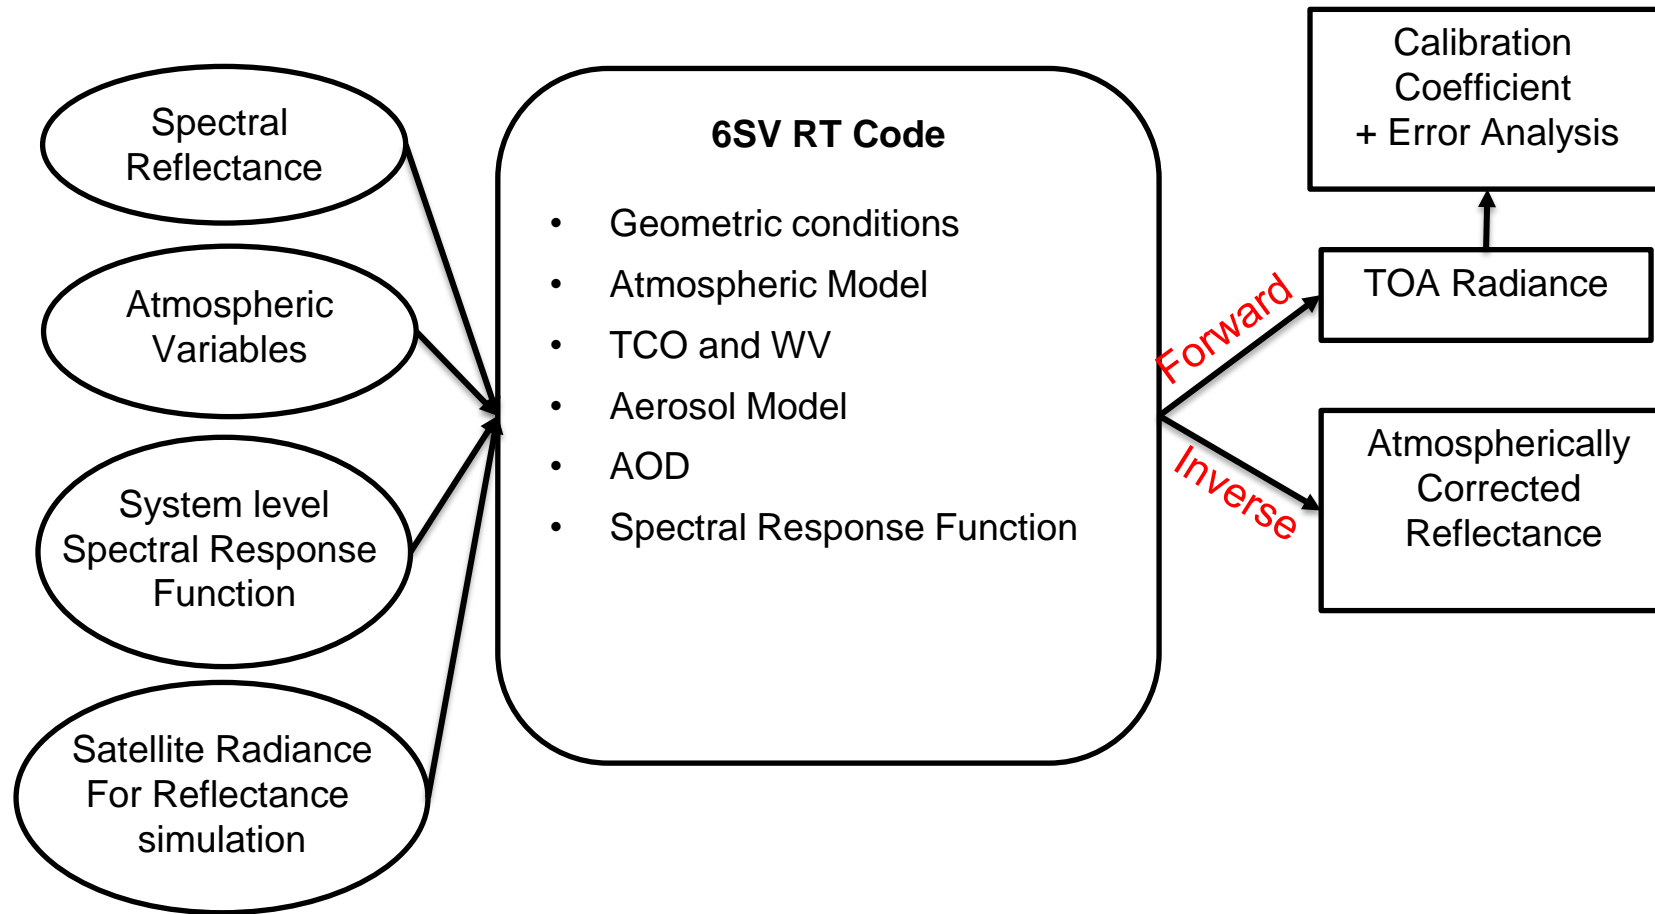 Spectral
Reflectance
Atmospheric
Variables
System level
Spectral Response
Function
Satellite Radiance
For Reflectance
simulation
6SV RT Code
• Geometric conditions
• Atmospheric Model
• TCO and WV
• Aerosol Model
• AOD
• Spectral Response Function
Forward
Inverse
Calibration
Coefficient
+ Error Analysis
TOA Radiance
Atmospherically
Corrected
Reflectance